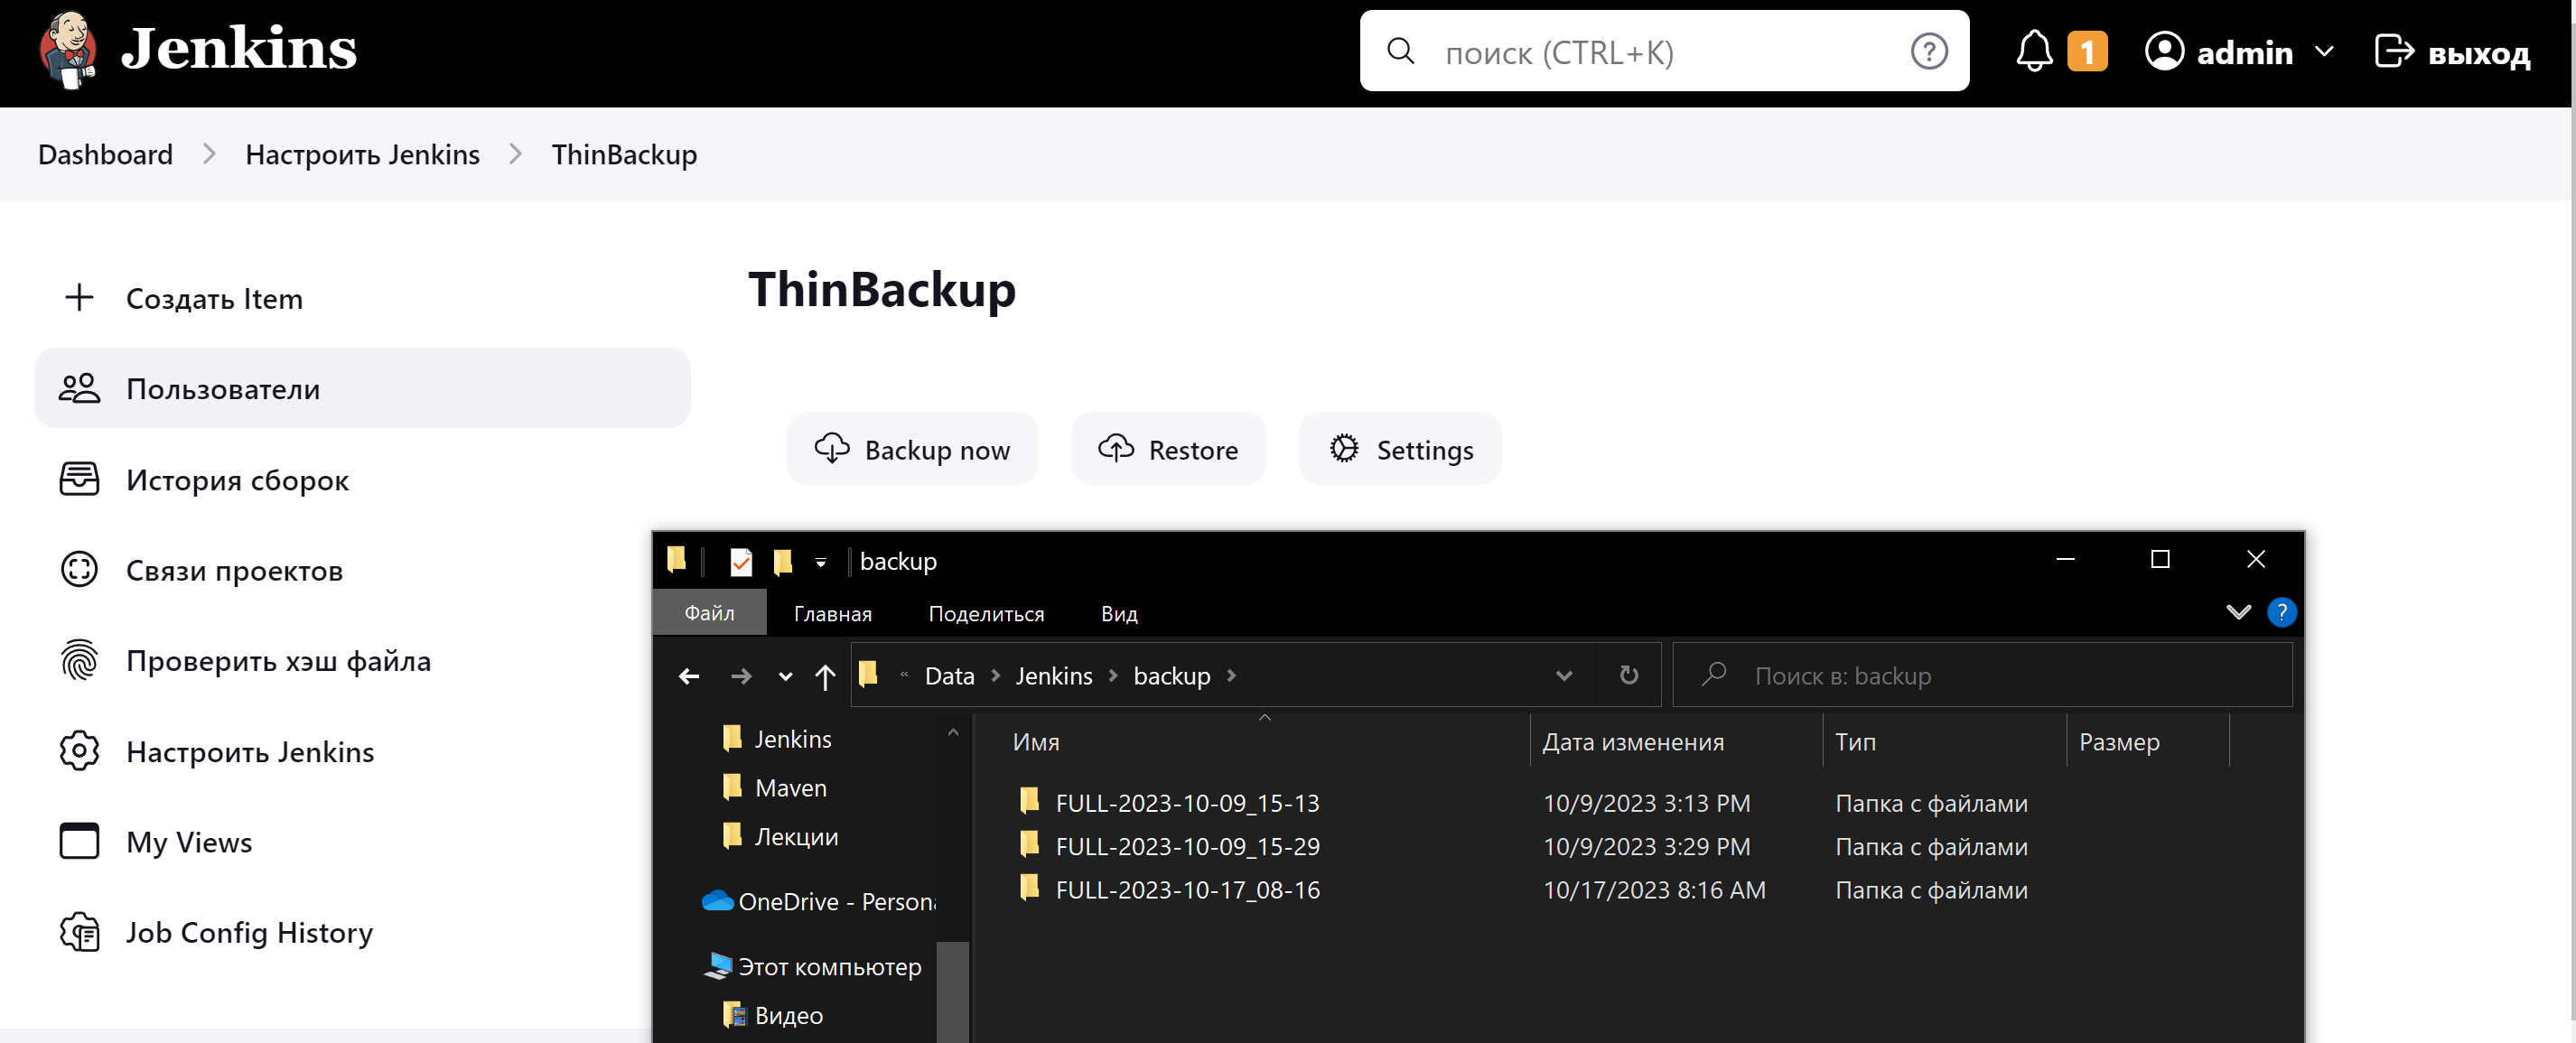 Jenkins
поиск (CTRL+K)
1
admin
выход
Dashboard
Настроить Jenkins
ThinBackup
Создать Item
Пользователи
История сборок
Связи проектов
Проверить хэш файла
Настроить Jenkins
My Views
Job Config History
ThinBackup
Backup now
Restore
Settings
backup
Файл
Главная
Поделиться
Вид
« Data
Jenkins
backup
Поиск в: backup
Jenkins
Maven
Лекции
OneDrive - Persona
Этот компьютер
Видео
Имя
Дата изменения
Тип
Размер
FULL-2023-10-09_15-13 10/9/2023 3:13 PM Папка с файлами
FULL-2023-10-09_15-29 10/9/2023 3:29 PM Папка с файлами
FULL-2023-10-17_08-16 10/17/2023 8:16 AM Папка с файлами